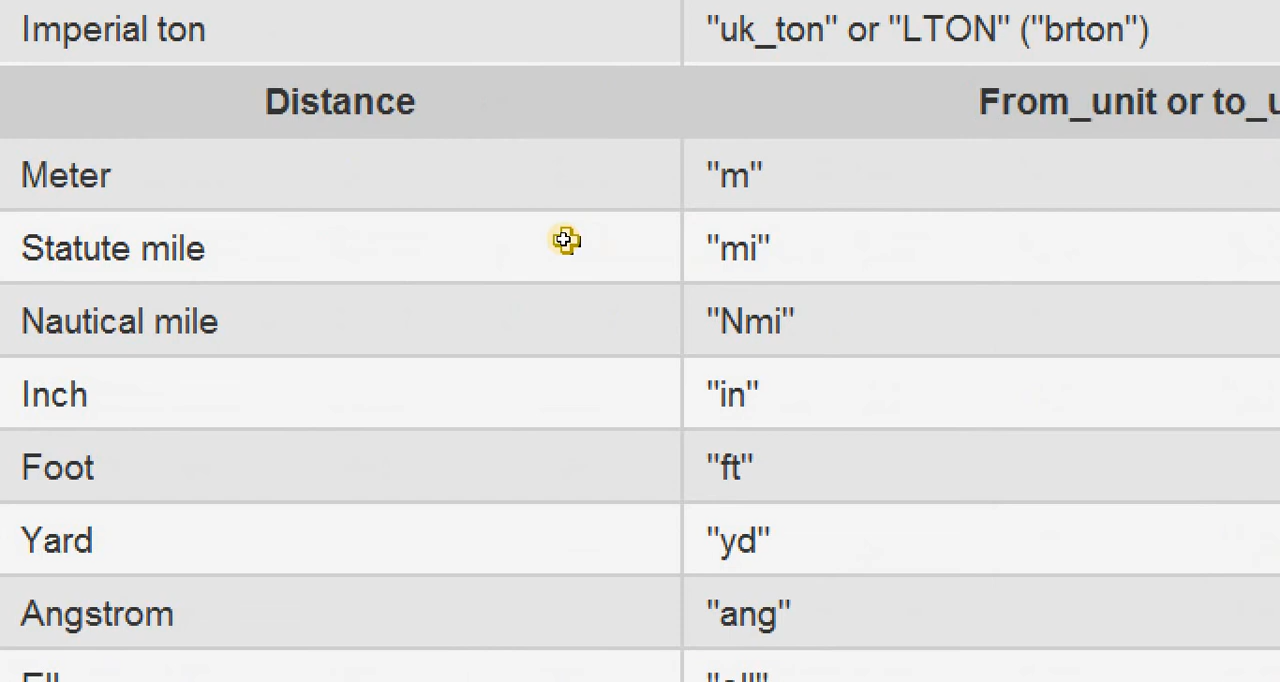 Imperial ton "uk_ton" or "LTON" ("brton")
Distance From_unit or
Meter "m"
Statute mile "mi"
Nautical mile "Nmi"
Inch "in"
Foot "ft"
Yard "yd"
Angstrom "ang"